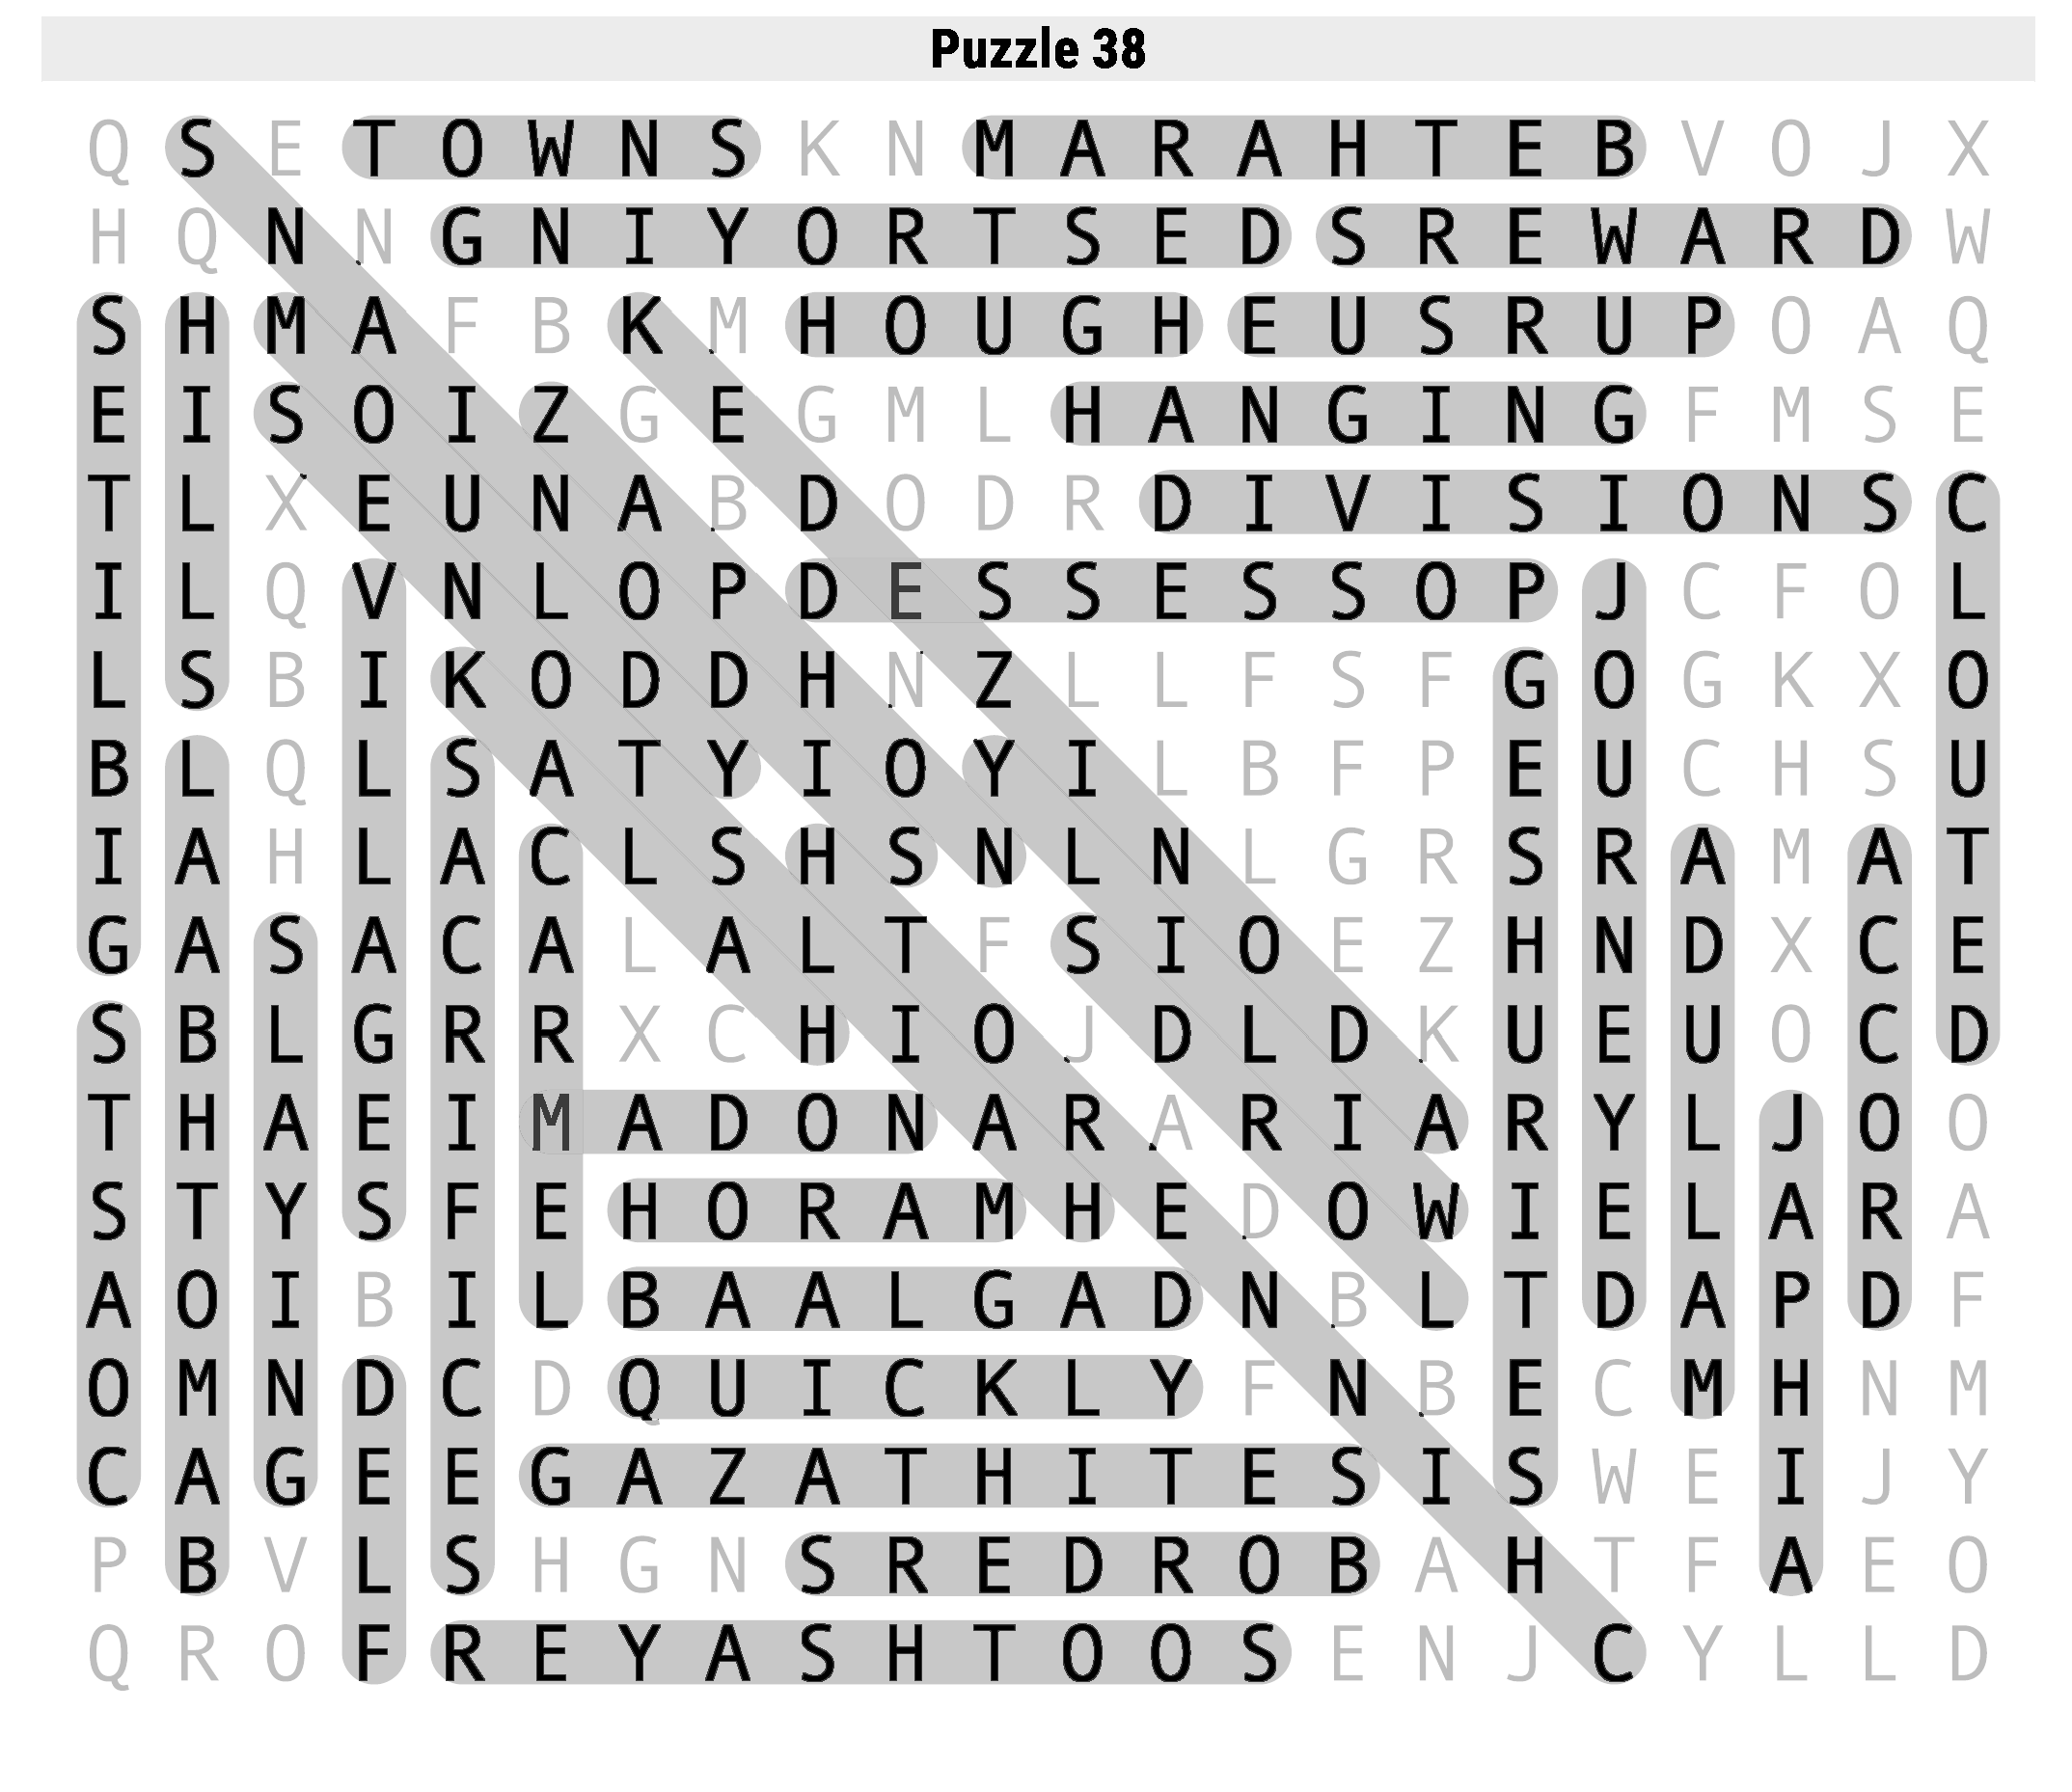 Puzzle 38
Q S E T O W N S K N M A R A H T E B V O J X
H Q N N G N I Y O R T S E D S R E W A R D W
S H M A F B K M H O U G H E U S R U P O A Q
E I S O I Z G E G M L H A N G I N G F M S E
T L X E U N A B D O D R D I V I S I O N S C
I L Q V N L O P D E S S E S S O P J C F O L
L S B I K O D D H N Z L L F S F G O G K X O
B L Q L S A T Y I O Y I L B F P E U C H S U
I A H L A C L S H S N L N L G R S R A M A T
G A S A C A L A L T F S I O E Z H N D X C E
S B L G R R X C H I O J D L D K U E U O C D
T H A E I M A D O N A R A R I A R Y L J O O
S T Y S F E H O R A M H E D O W I E L A R A
A O I B I L B A A L G A D N B L T D A P D F
O M N D C D Q U I C K L Y F N B E C M H N M
C A G E E G A Z A T H I T E S I S W E I J Y
P B V L S H G N S R E D R O B A H T F A E O
Q R O F R E Y A S H T O O S E N J C Y L L D